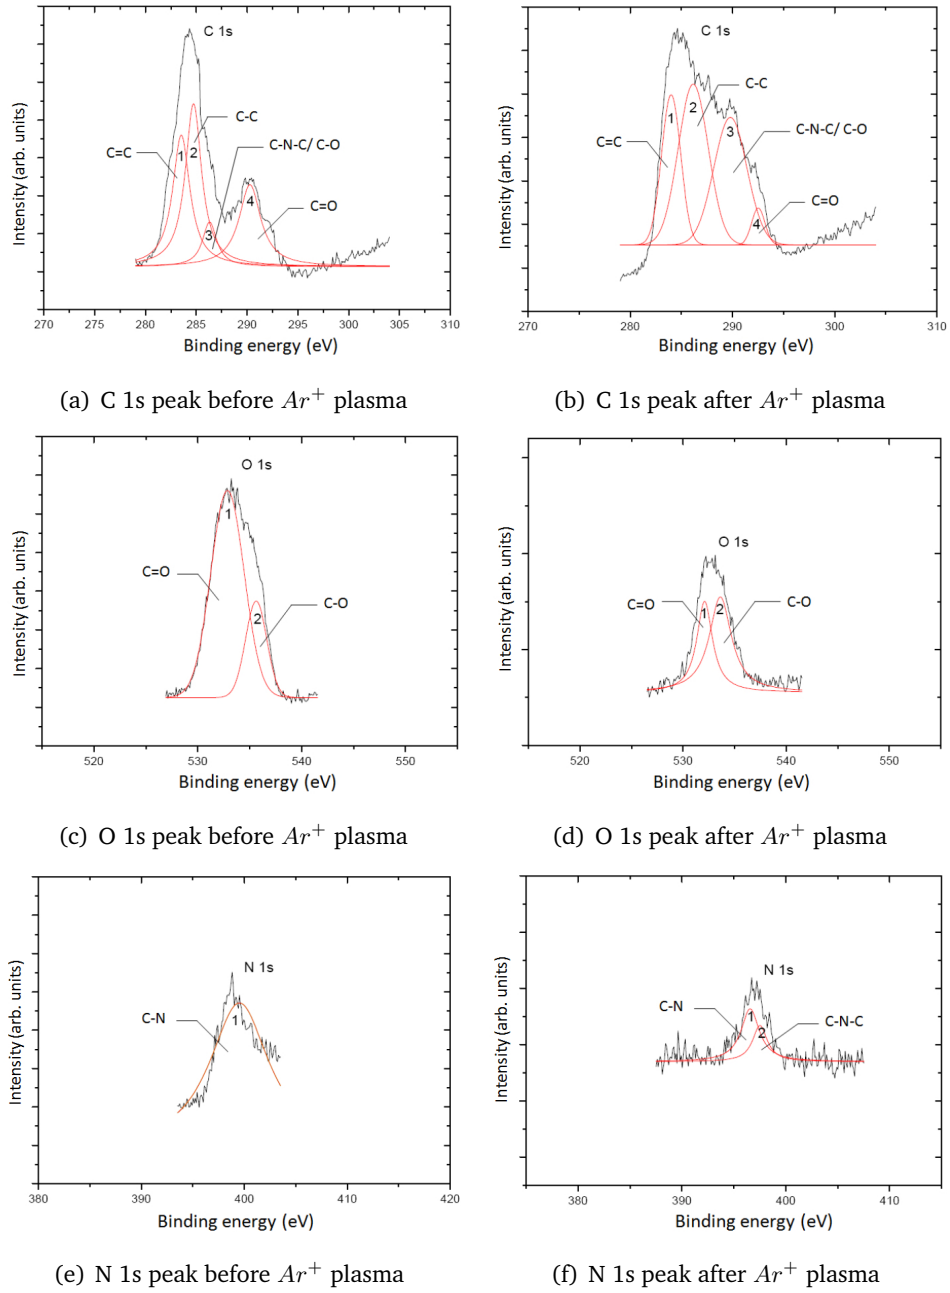 C 1s
C-C
C-N-C/ C-O
C=C
1
2
3
4
C=O
Intensity (arb. units)
270 275 280 285 290 295 300 305 310
Binding energy (eV)
(a) C 1s peak before Ar+ plasma
C 1s
C-C
C=C
1
2
3
C-N-C/ C-O
C=O
4
Intensity (arb. units)
270 280 290 300 310
Binding energy (eV)
(b) C 1s peak after Ar+ plasma
O 1s
1
C=O
2
C-O
Intensity (arb. units)
520 530 540 550
Binding energy (eV)
(c) O 1s peak before Ar+ plasma
O 1s
C=O
1
2
C-O
Intensity (arb. units)
520 530 540 550
Binding energy (eV)
(d) O 1s peak after Ar+ plasma
N 1s
C-N
1
Intensity (arb. units)
380 390 400 410 420
Binding energy (eV)
(e) N 1s peak before Ar+ plasma
N 1s
C-N
1
2
C-N-C
Intensity (arb. units)
380 390 400 410
Binding energy (eV)
(f) N 1s peak after Ar+ plasma